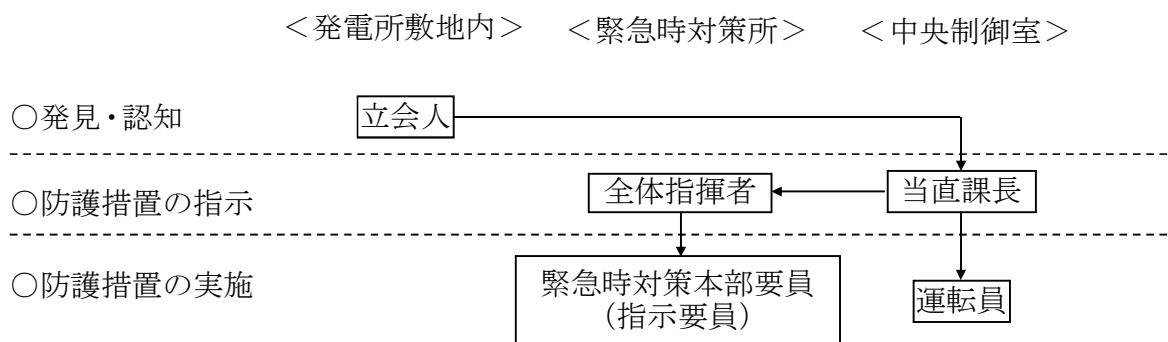 ＜発電所敷地内＞ ＜緊急時対策所＞ ＜中央制御室＞
○発見・認知 立会人
○防護措置の指示 全体指揮者 当直課長
○防護措置の実施 緊急時対策本部要員 運転員
（指示要員）